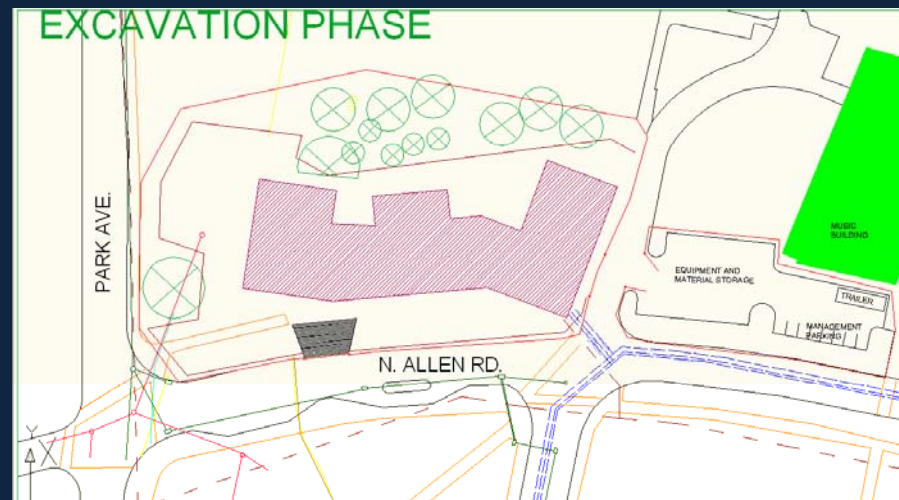 EXCAVATION PHASE
PARK AVE.
MUSIC
BUILDING
EQUIPMENT AND
MATERIAL STORAGE
TRAILER
MANAGEMENT
PARKING
N. ALLEN RD.
Y
X